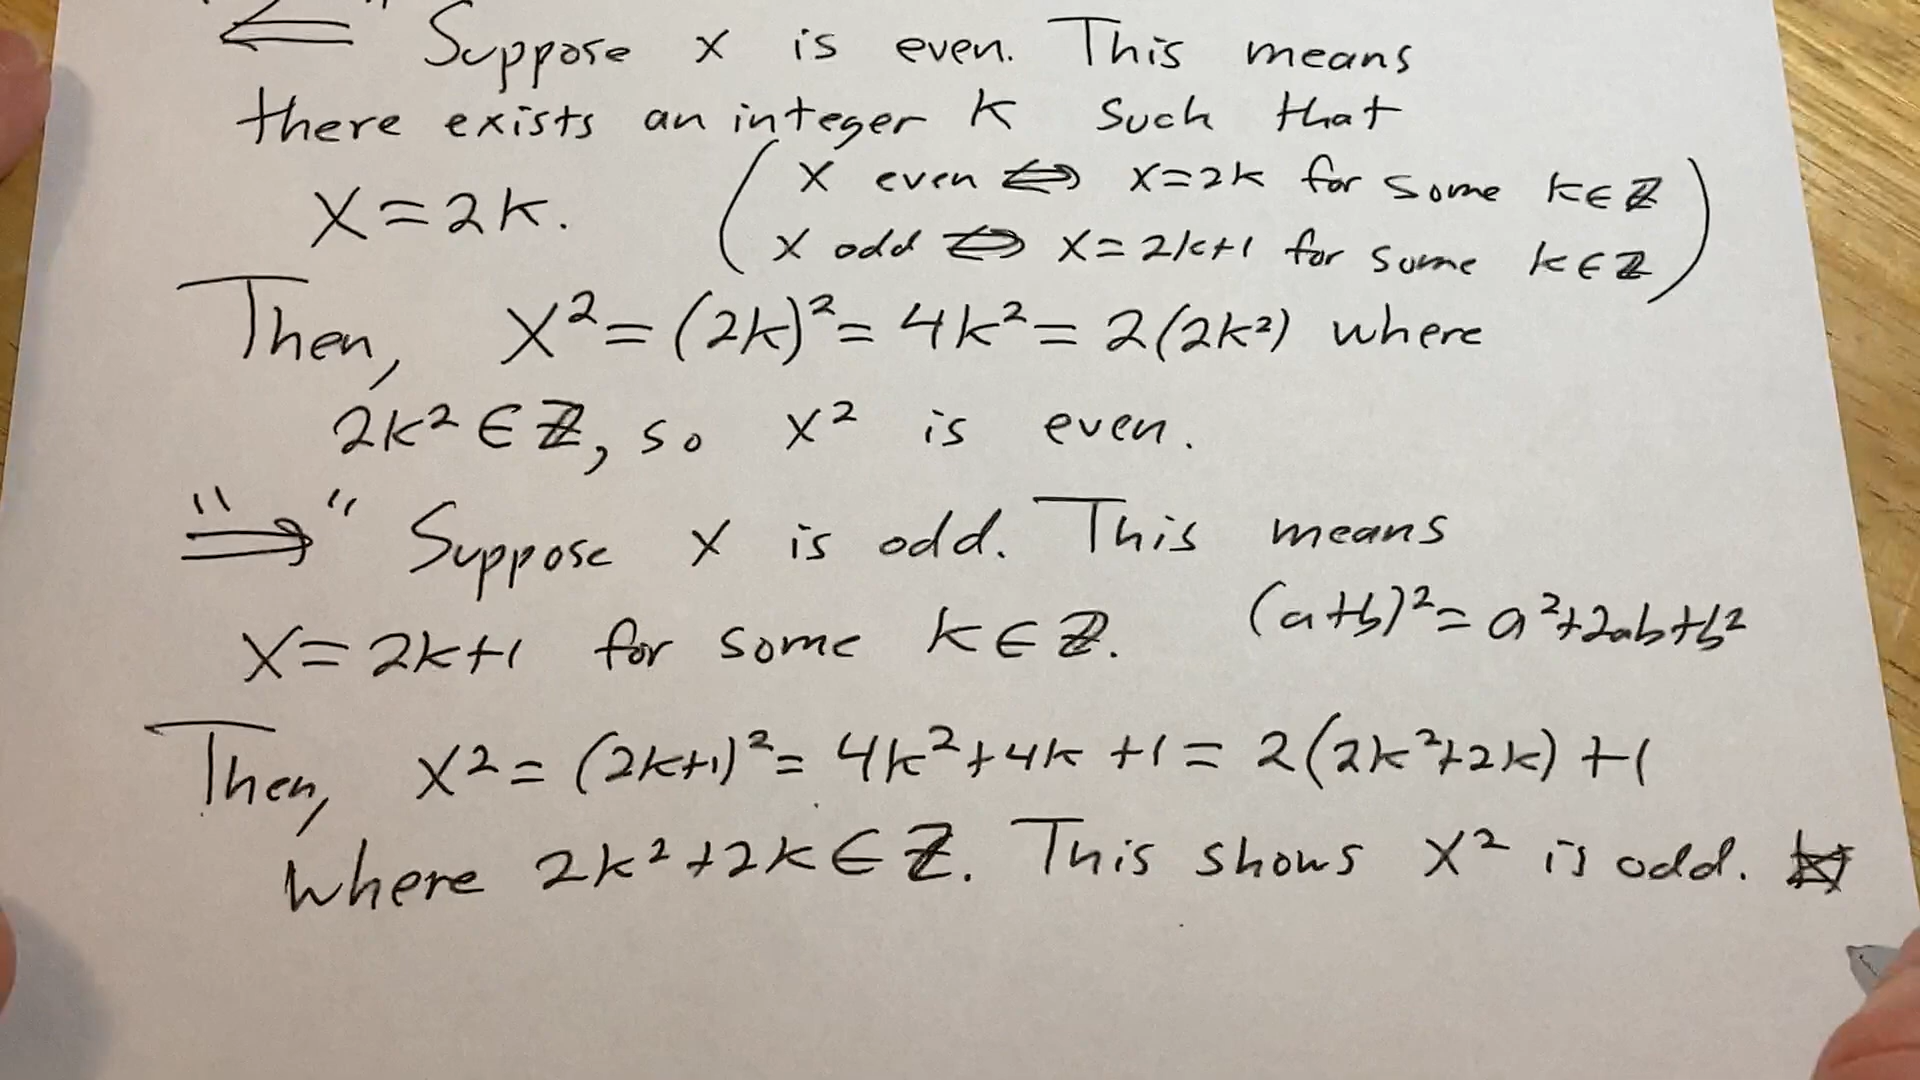 "⇐" Suppose x is even. This means
there exists an integer k such that
x=2k.
(x even ⇔ x=2k for some k∈ℤ
x odd ⇔ x=2k+1 for some k∈ℤ)
Then, x²=(2k)²=4k²=2(2k²) where
2k²∈ℤ, so x² is even.
"⇒" Suppose x is odd. This means
x=2k+1 for some k∈ℤ.
(a+b)²=a²+2ab+b²
Then, x²=(2k+1)²=4k²+4k+1=2(2k²+2k)+1
where 2k²+2k∈ℤ. This shows x² is odd.